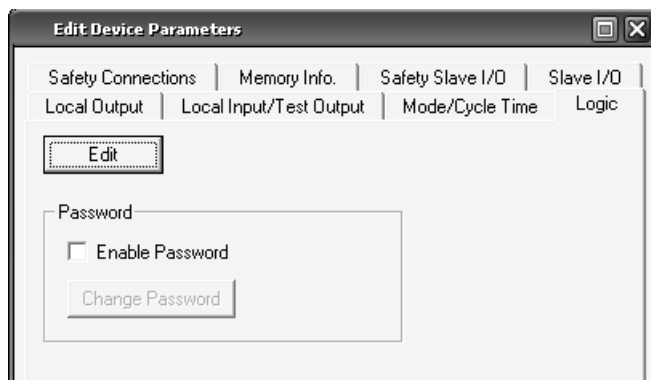 Edit Device Parameters
Safety Connections Memory Info. Safety Slave I/O Slave I/O
Local Output Local Input/Test Output Mode/Cycle Time Logic
Edit
Password
Enable Password
Change Password